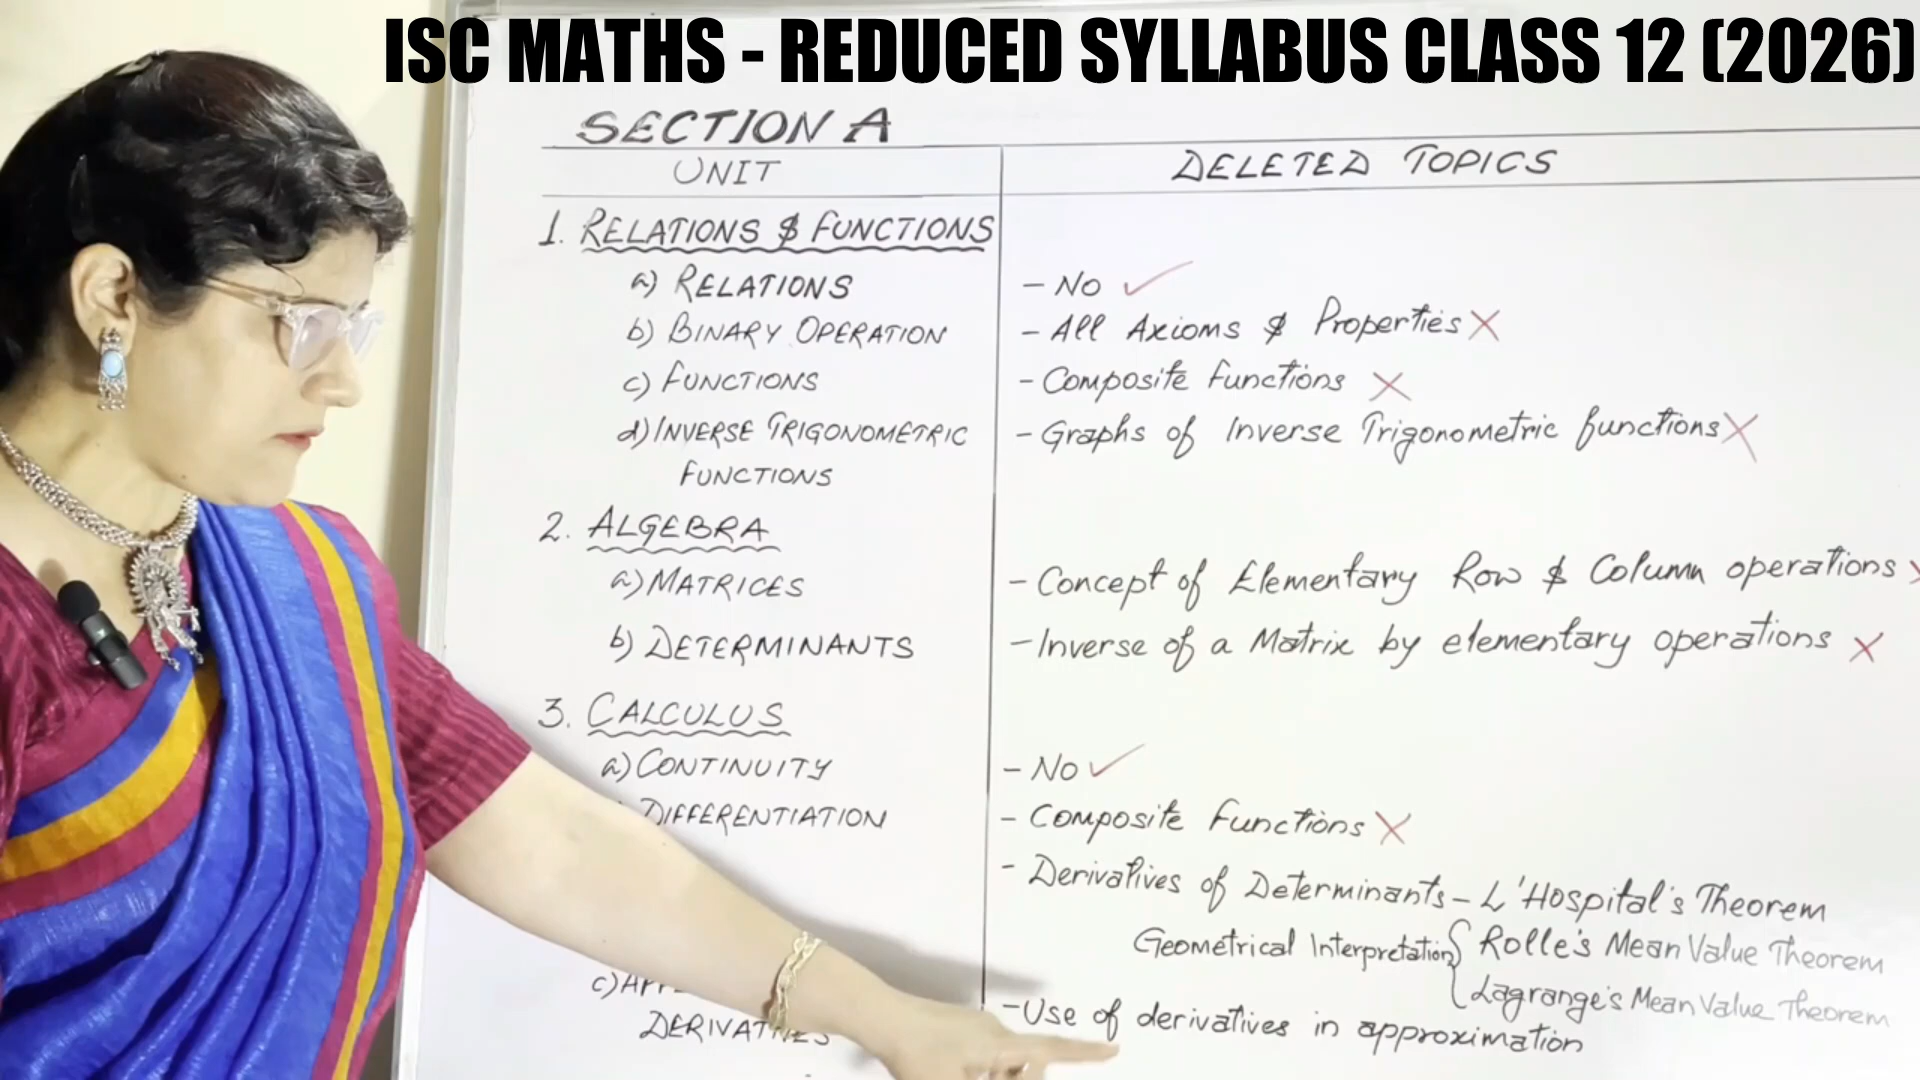 ISC MATHS - REDUCED SYLLABUS CLASS 12 (2026)
SECTION A
UNIT
DELETED TOPICS
1. RELATIONS & FUNCTIONS
a) RELATIONS
- No ✓
b) BINARY OPERATION
- All Axioms & Properties ✗
c) FUNCTIONS
- Composite functions ✗
d) INVERSE TRIGONOMETRIC
FUNCTIONS
- Graphs of Inverse Trigonometric functions ✗
2. ALGEBRA
a) MATRICES
- Concept of Elementary Row & Column operations
b) DETERMINANTS
- Inverse of a Matrix by elementary operations ✗
3. CALCULUS
a) CONTINUITY
- No ✓
DIFFERENTIATION
- Composite functions ✗
- Derivatives of Determinants - L'Hospital's Theorem
Geometrical Interpretation { Rolle's Mean Value Theorem
Lagrange's Mean Value Theorem
c)
DERIVATIVES
- Use of derivatives in approximation